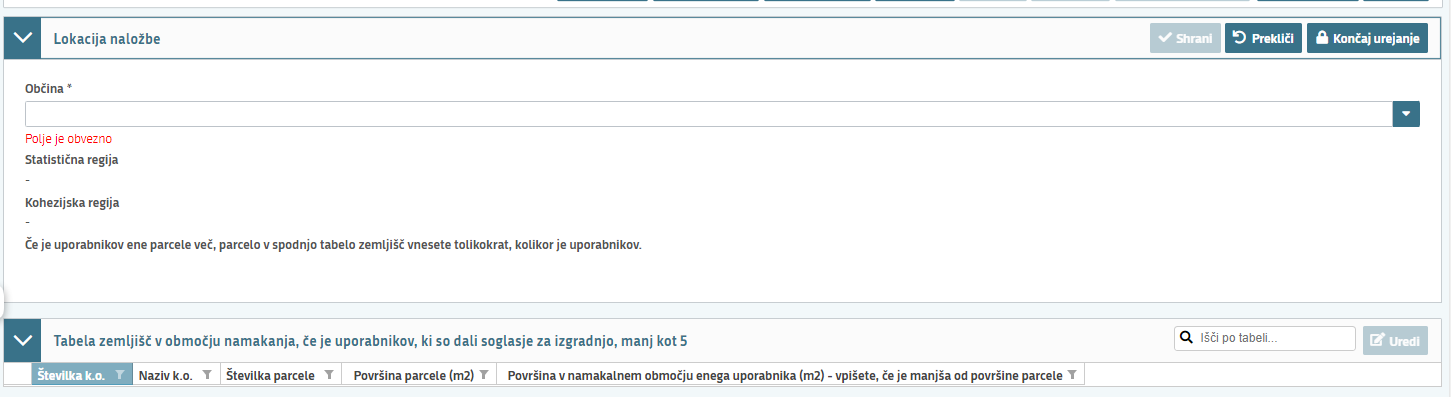 Lokacija naložbe
Shrani
Prekliči
Končaj urejanje
Občina *
Polje je obvezno
Statistična regija
-
Kohezijska regija
-
Če je uporabnikov ene parcele več, parcelo v spodnjo tabelo zemljišč vnesete tolikokrat, kolikor je uporabnikov.
Tabela zemljišč v območju namakanja, če je uporabnikov, ki so dali soglasje za izgradnjo, manj kot 5
Išči po tabeli...
Uredi
Številka k.o.
Naziv k.o.
Številka parcele
Površina parcele (m2)
Površina v namakalnem območju enega uporabnika (m2) - vpišete, če je manjša od površine parcele